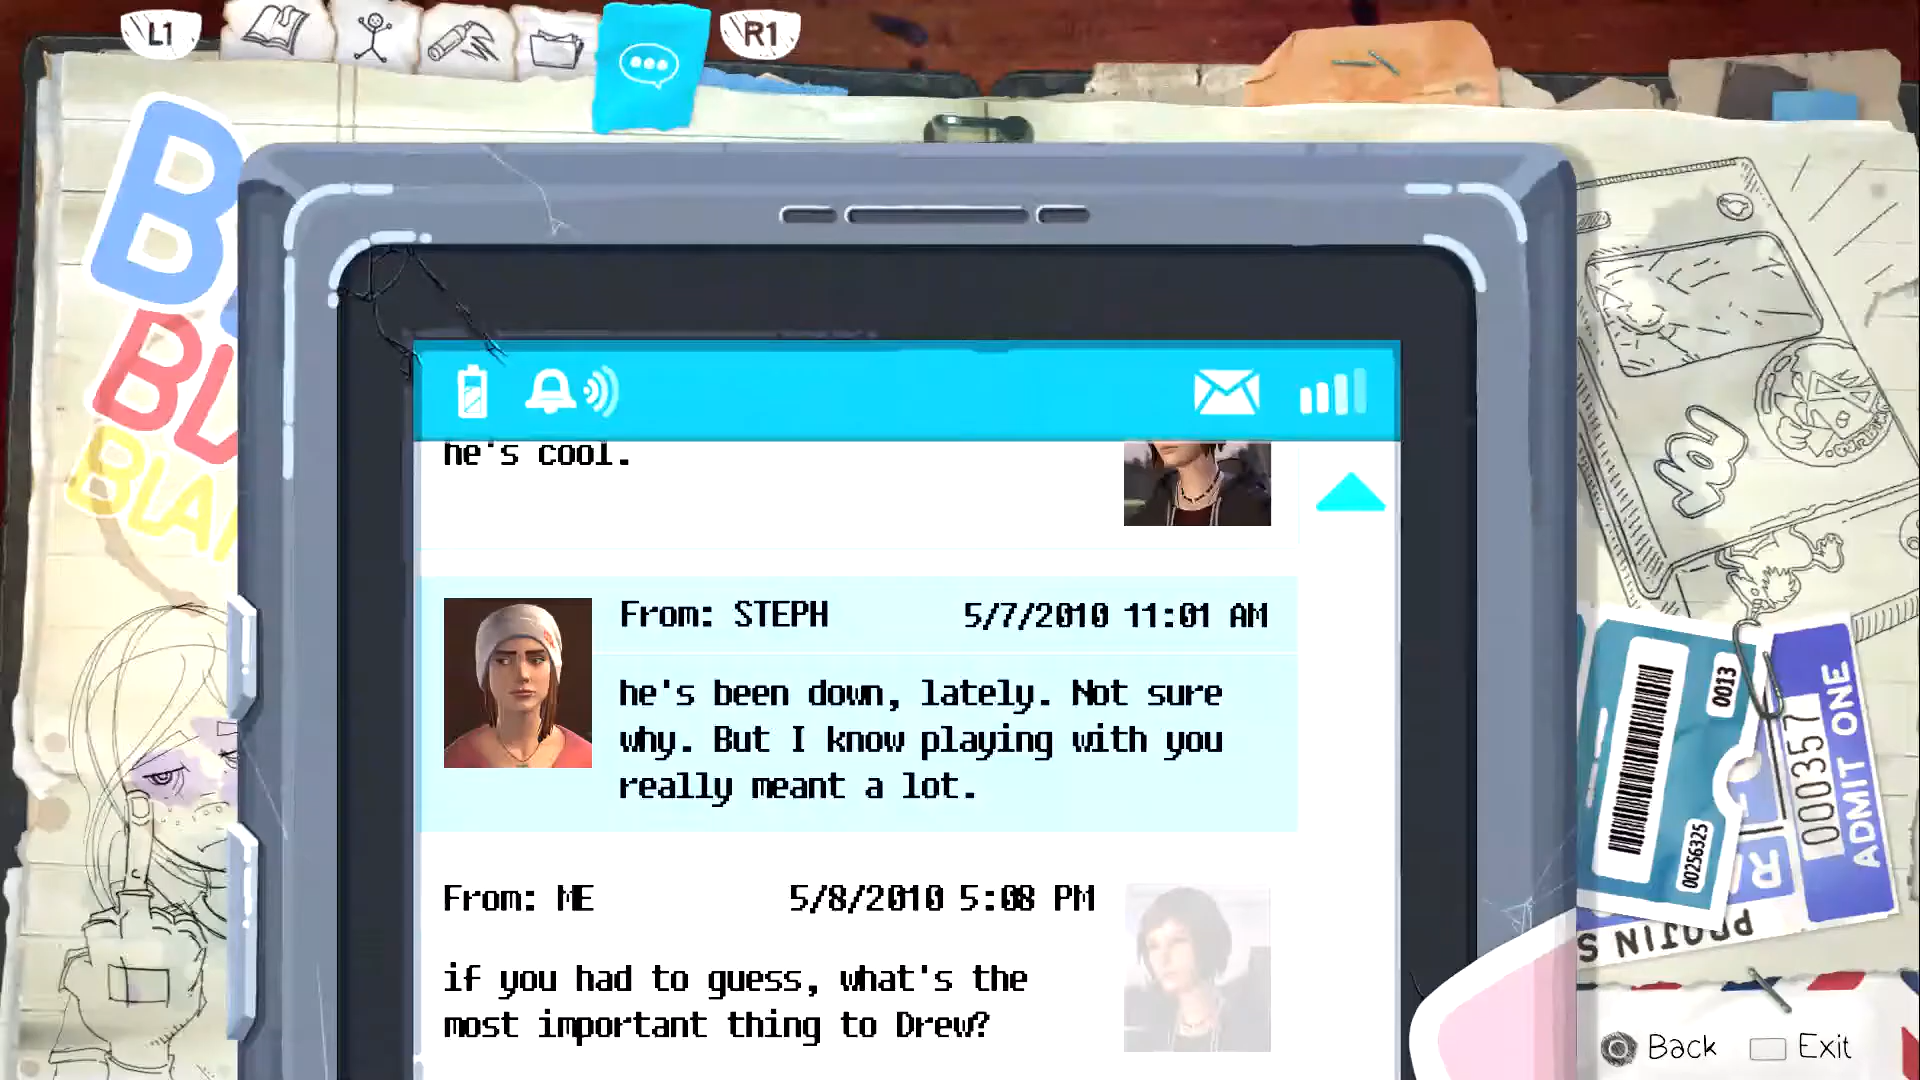 L1
R1
he's cool.
From: STEPH 5/7/2010 11:01 AM
he's been down, lately. Not sure
why. But I know playing with you
really meant a lot.
From: ME 5/8/2010 5:08 PM
if you had to guess, what's the
most important thing to Drew?
0013
00256325
000357
ADMIT ONE
Back
Exit